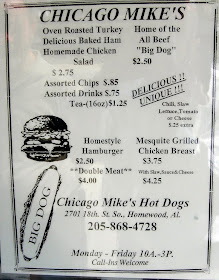 CHICAGO MIKE'S
Oven Roasted Turkey
Delicious Baked Ham
Homemade Chicken
Salad
$ 2.75
Assorted Chips $.85
Assorted Drinks $.75
Tea-(16oz)$1.25
Home of the
All Beef
"Big Dog"
$2.50
DELICIOUS !!
UNIQUE !!!
Chili, Slaw
Lettuce,Tomato
or Cheese
$.25 extra
Homestyle
Hamburger
$2.50
**Double Meat**
$4.00
Mesquite Grilled
Chicken Breast
$3.75
With Slaw,Sauce&Cheese
$4.25
BIG DOG
Chicago Mike's Hot Dogs
2701 18th. St. So., Homewood, Al.
205-868-4728
Monday - Friday 10A.-3P.
Call-Ins Welcome